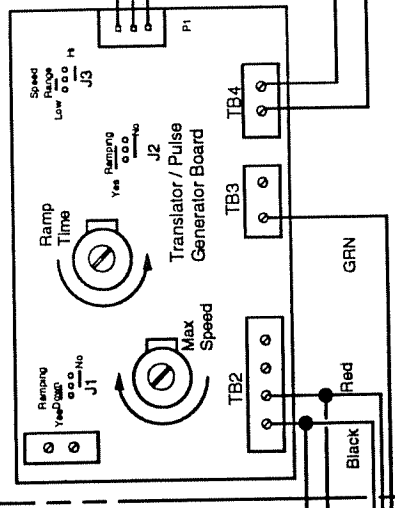 P1
Speed
Range
Low
Hi
J3
TB4
Ramping
Yes
No
J2
Translator / Pulse
Generator Board
TB3
Ramp
Time
GRN
Ramping
Down
Yes
No
J1
Max
Speed
TB2
Red
Black